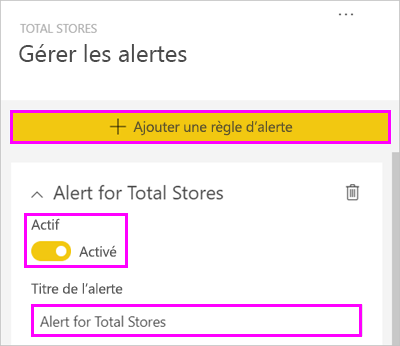 TOTAL STORES
Gérer les alertes
Ajouter une règle d'alerte
Alert for Total Stores
Actif
Activé
Titre de l'alerte
Alert for Total Stores